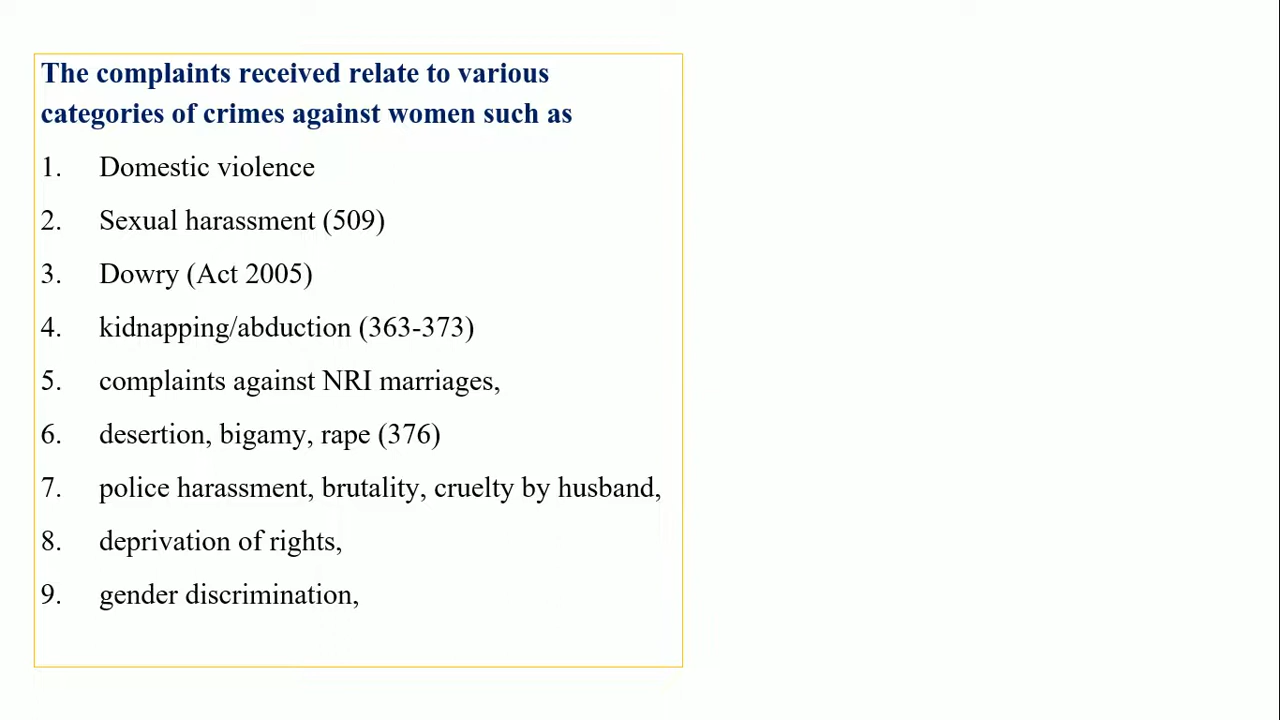 The complaints received relate to various
categories of crimes against women such as
1. Domestic violence
2. Sexual harassment (509)
3. Dowry (Act 2005)
4. kidnapping/abduction (363-373)
5. complaints against NRI marriages,
6. desertion, bigamy, rape (376)
7. police harassment, brutality, cruelty by husband,
8. deprivation of rights,
9. gender discrimination,